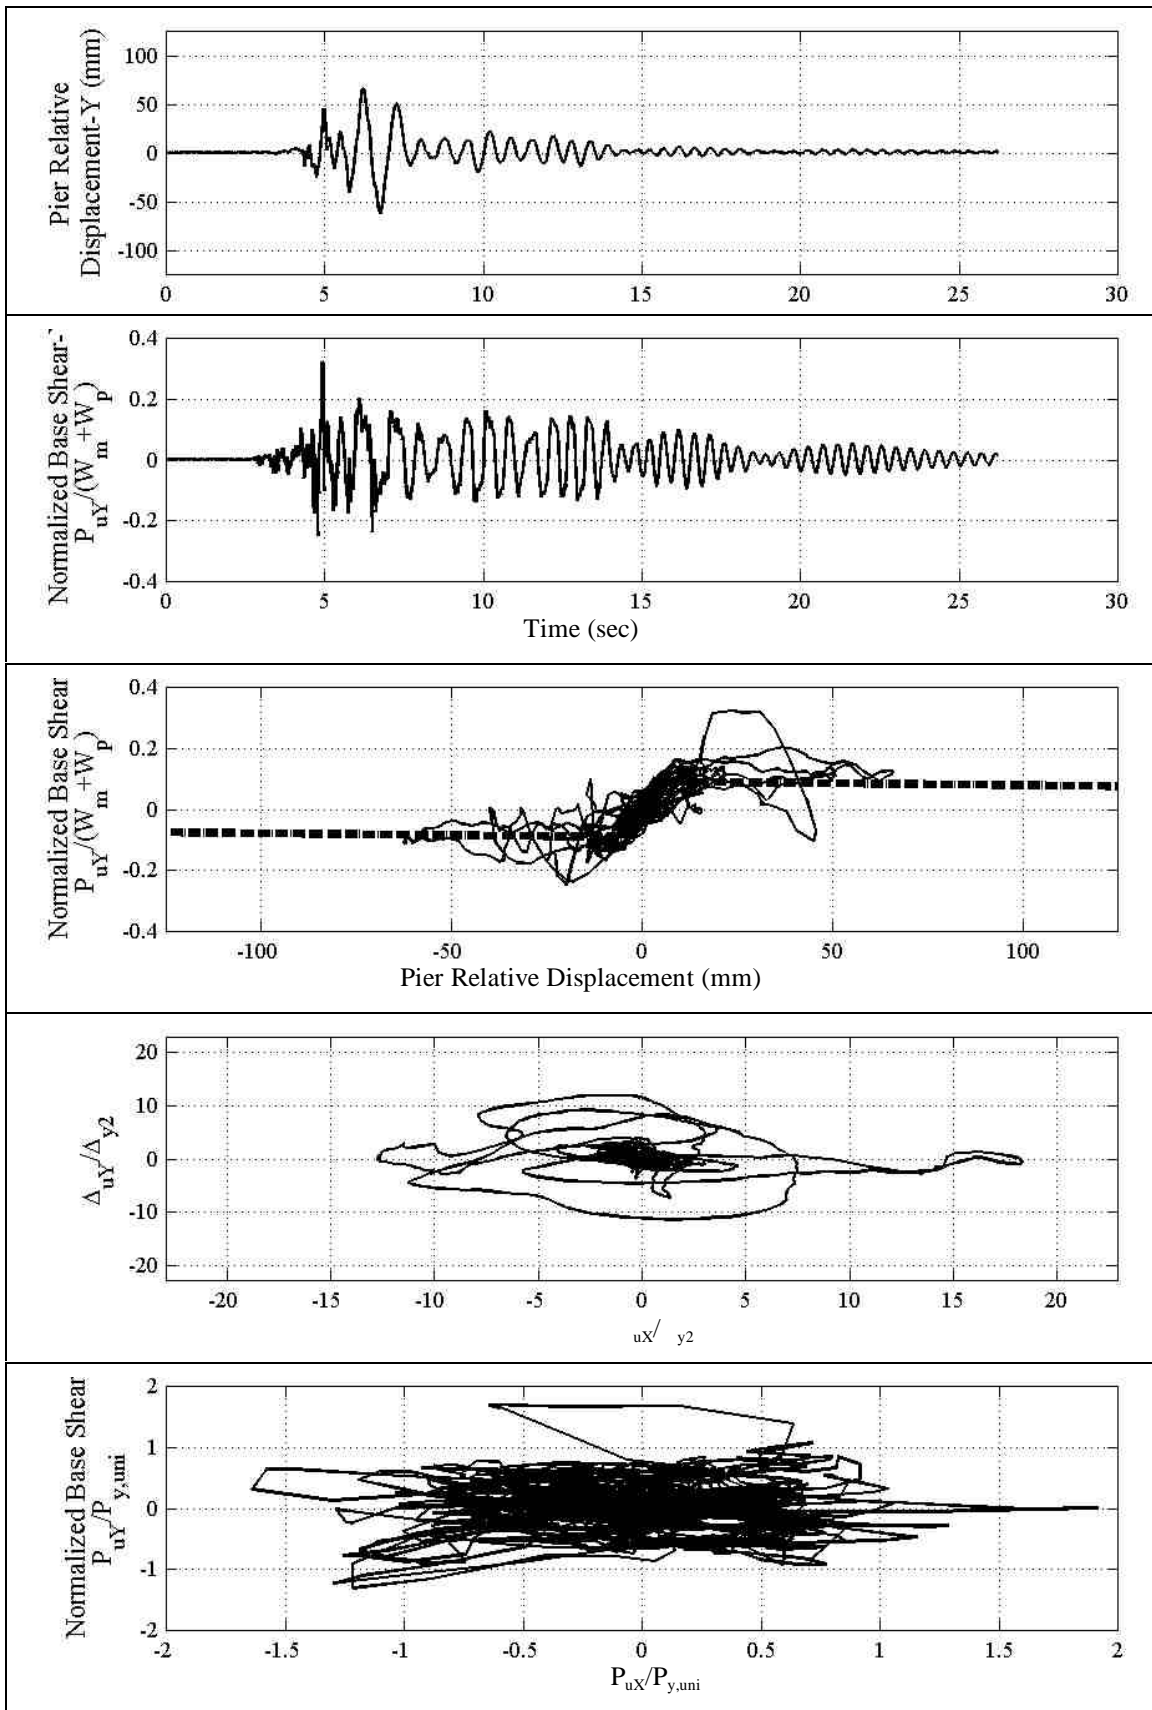 Pier Relative
Displacement-Y (mm)
100
50
0
-50
-100
0 5 10 15 20 25 30
Normalized Base Shear-
P_uY/(W_m+W_p)
0.4
0.2
0
-0.2
-0.4
0 5 10 15 20 25 30
Time (sec)
Normalized Base Shear
P_uY/(W_m+W_p)
0.4
0.2
0
-0.2
-0.4
-100 -50 0 50 100
Pier Relative Displacement (mm)
Δ_uY/Δ_y2
20
10
0
-10
-20
-20 -15 -10 -5 0 5 10 15 20
uX/ y2
Normalized Base Shear
P_uY/P_y,uni
2
1
0
-1
-2
-2 -1.5 -1 -0.5 0 0.5 1 1.5 2
P_uX/P_y,uni